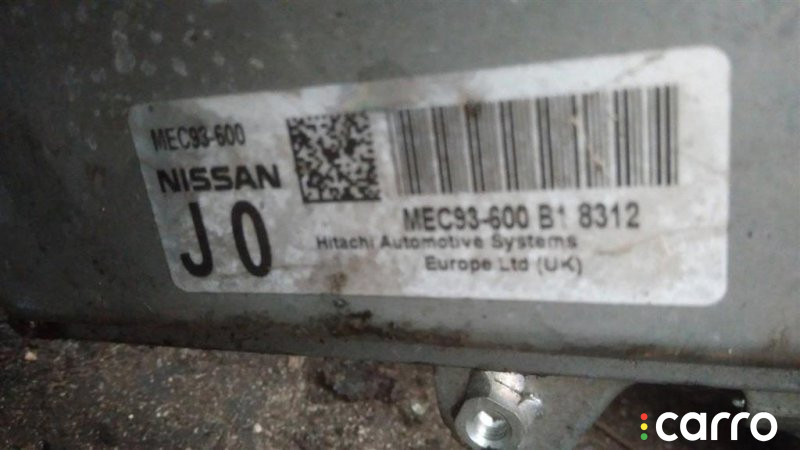 MEC93-600
NISSAN
J0
MEC93-600 B1 8312
Hitachi Automotive Systems
Europe Ltd (UK)
carro